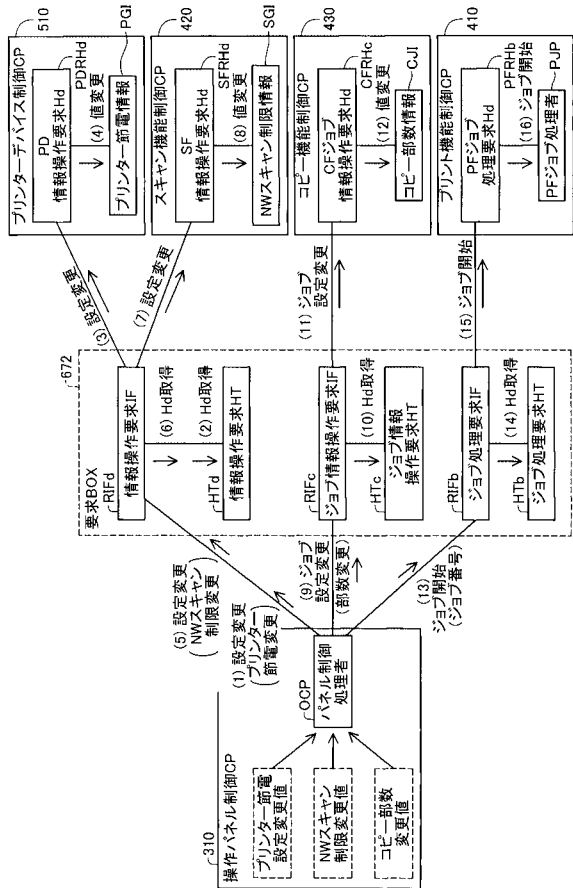 310
操作パネル制御CP
プリンター節電
設定変更値
NWスキャン
制限変更値
コピー部数
変更値
OCP
パネル制御
処理者
(1) 設定変更
(プリンター
節電変更)
(5) 設定変更
(NWスキャン
制限変更)
(9) ジョブ
設定変更
(部数変更)
(13)
ジョブ開始
(ジョブ番号)
672
要求BOX
RIFd
情報操作要求IF
(6) Hd取得
(2) Hd取得
HTd
情報操作要求HT
RIFc
ジョブ情報操作要求IF
(10) Hd取得
HTc
ジョブ情報
操作要求HT
RIFb
ジョブ処理要求IF
(14) Hd取得
HTb
ジョブ処理要求HT
(3) 設定変更
(7) 設定変更
(11) ジョブ
設定変更
(15) ジョブ開始
510
プリンターデバイス制御CP
PD
情報操作要求Hd
PDRHd
(4) 値変更
PGI
プリンター節電情報
420
スキャン機能制御CP
SF
情報操作要求Hd
SFRHd
(8) 値変更
SGI
NWスキャン制限情報
430
コピー機能制御CP
CFジョブ
情報操作要求Hd
CFRHc
(12) 値変更
CJI
コピー部数情報
410
プリント機能制御CP
PFジョブ
処理要求Hd
PFRHb
(16) ジョブ開始
PJP
PFジョブ処理者